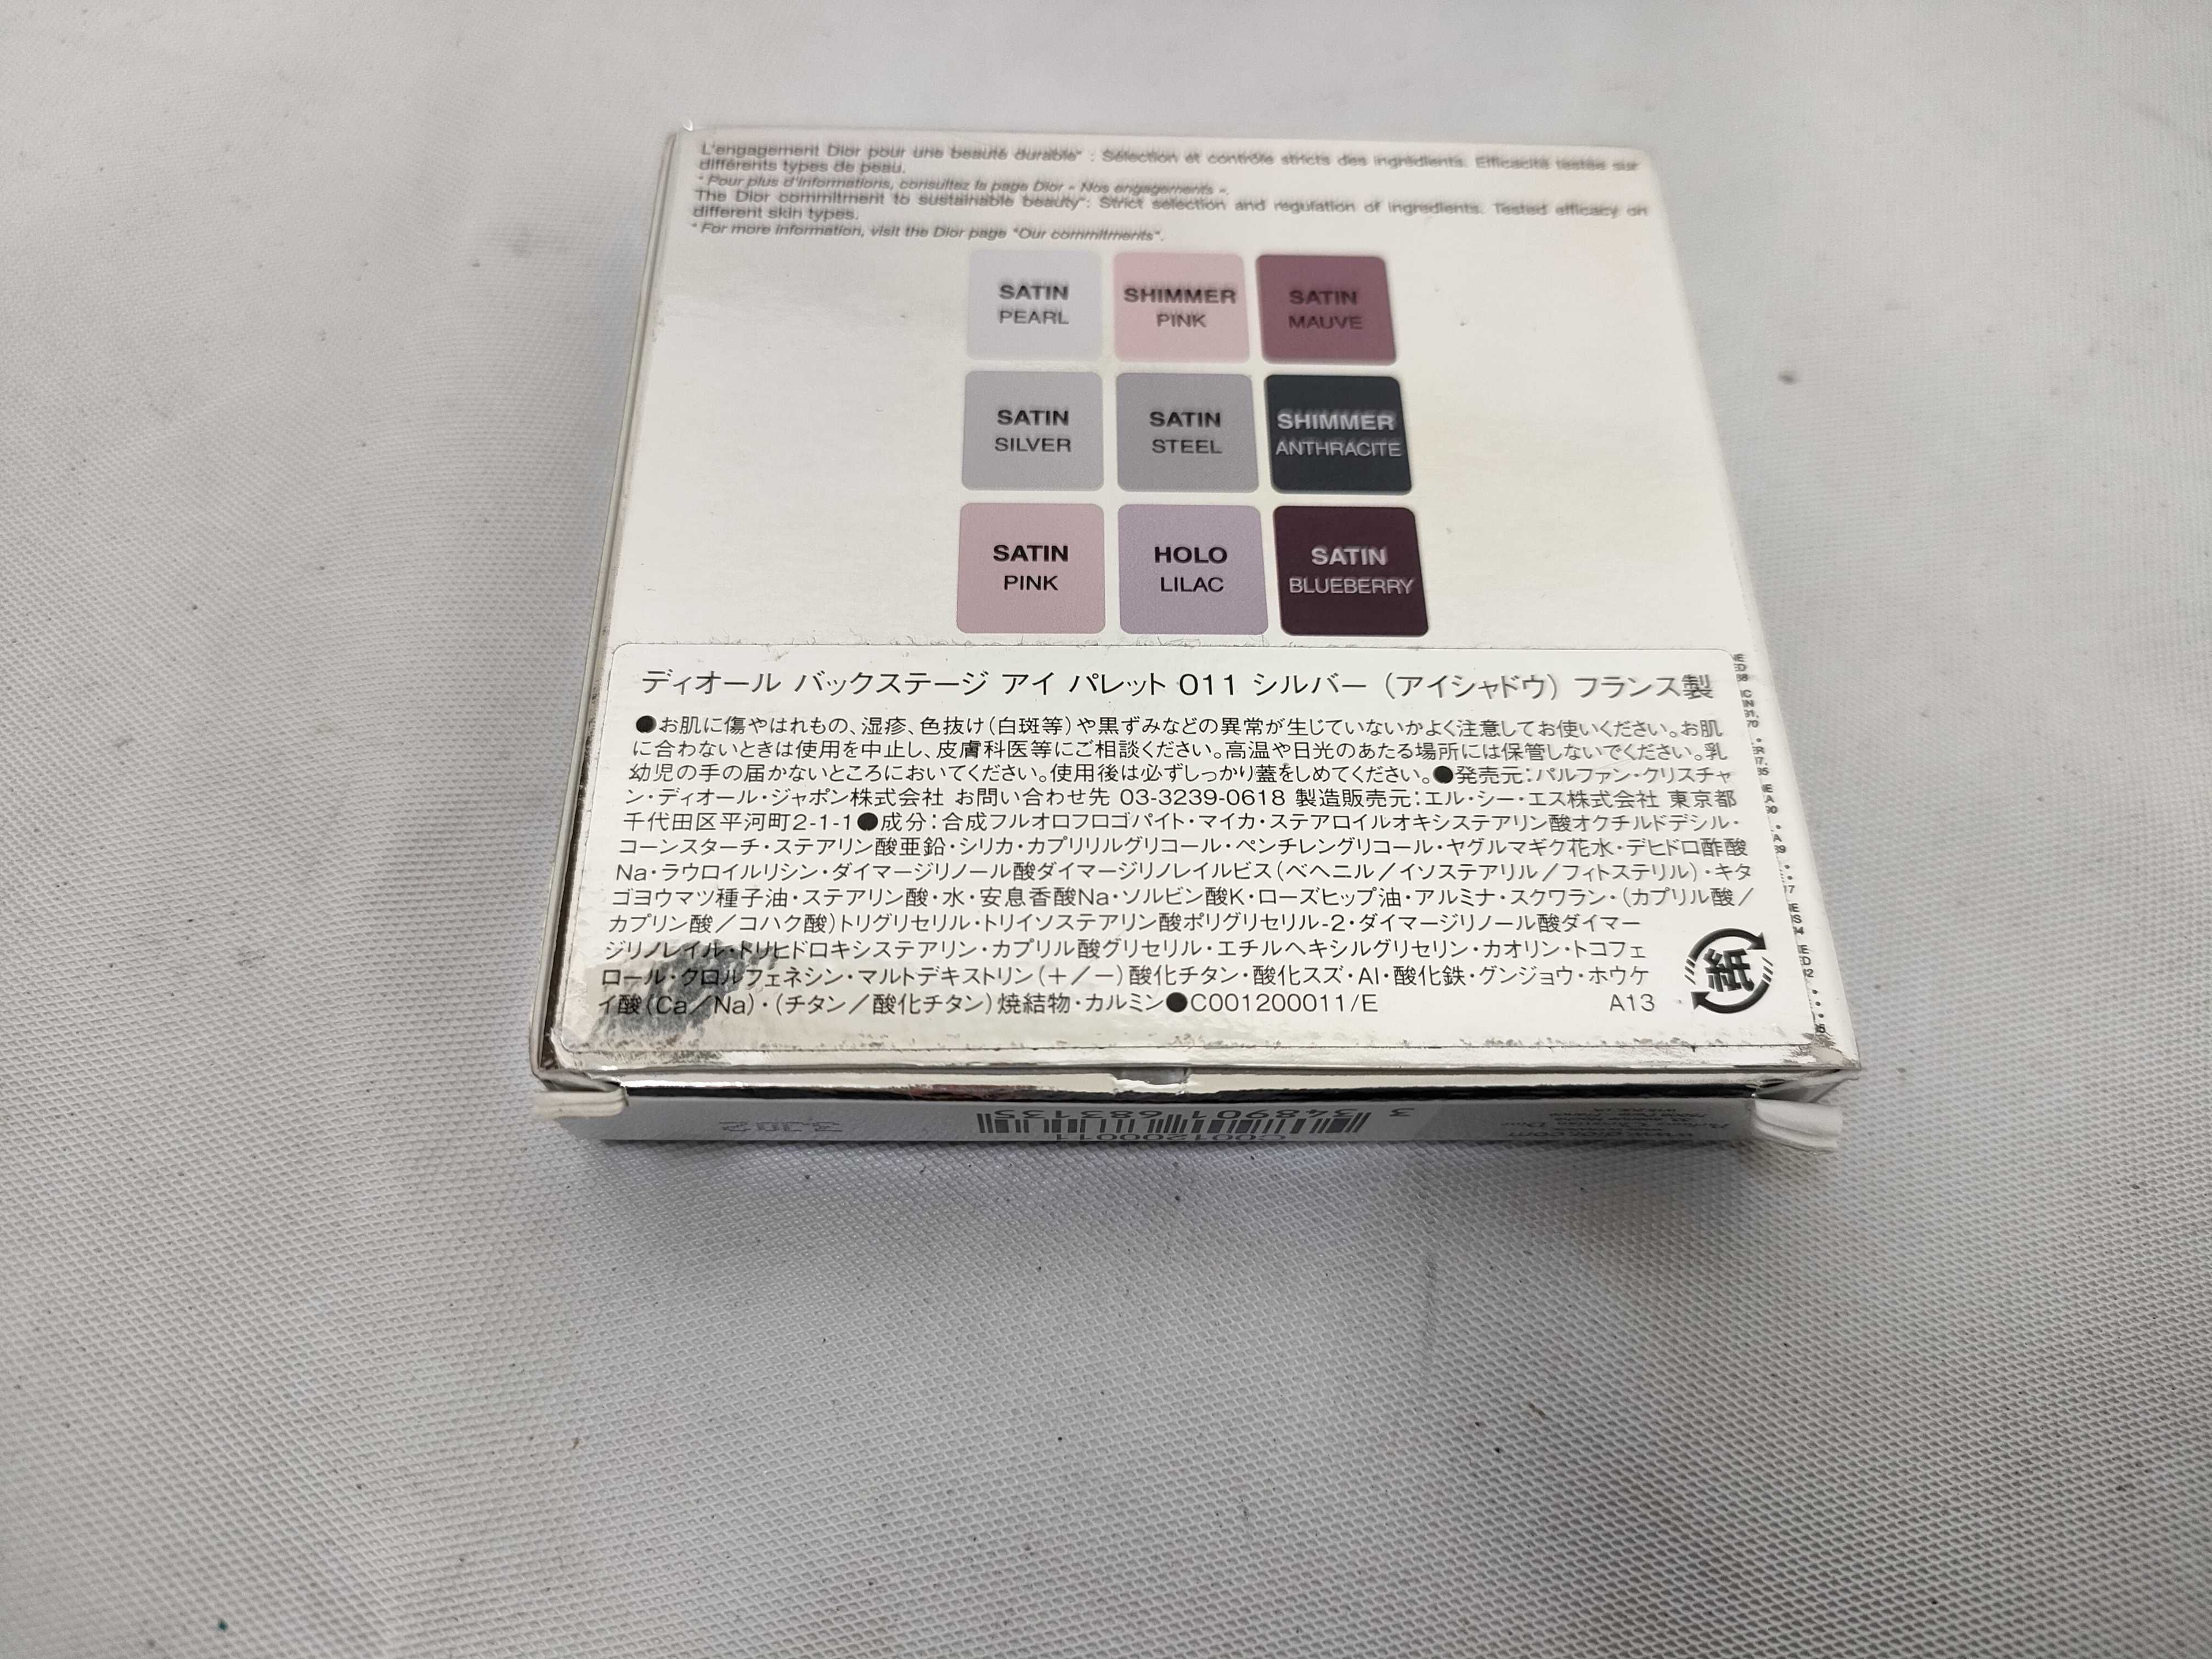 L'engagement Dior pour une beauté durable* : Sélection et contrôle stricts des ingrédients. Efficacité testée sur
différents types de peau.
* Pour plus d'informations, consultez la page Dior « Nos engagements ».
The Dior commitment to sustainable beauty*: Strict selection and regulation of ingredients. Tested efficacy on
different skin types.
* For more information, visit the Dior page "Our commitments".
SATIN PEARL
SHIMMER PINK
SATIN MAUVE
SATIN SILVER
SATIN STEEL
SHIMMER ANTHRACITE
SATIN PINK
HOLO LILAC
SATIN BLUEBERRY
ディオール バックステージ アイ パレット 011 シルバー（アイシャドウ）フランス製
●お肌に傷やはれもの、湿疹、色抜け(白斑等)や黒ずみなどの異常が生じていないかよく注意してお使いください。お肌
に合わないときは使用を中止し、皮膚科医等にご相談ください。高温や日光のあたる場所には保管しないでください。乳
幼児の手の届かないところにおいてください。使用後は必ずしっかり蓋をしめてください。●発売元:パルファン・クリスチャ
ン・ディオール・ジャポン株式会社 お問い合わせ先 03-3239-0618 製造販売元:エル・シー・エス株式会社 東京都
千代田区平河町2-1-1●成分:合成フルオロフロゴパイト・マイカ・ステアロイルオキシステアリン酸オクチルドデシル・
コーンスターチ・ステアリン酸亜鉛・シリカ・カプリリルグリコール・ペンチレングリコール・ヤグルマギク花水・デヒドロ酢酸
Na・ラウロイルリシン・ダイマージリノール酸ダイマージリノレイルビス(ベヘニル/イソステアリル/フィトステリル)・キタ
ゴヨウマツ種子油・ステアリン酸・水・安息香酸Na・ソルビン酸K・ローズヒップ油・アルミナ・スクワラン・(カプリル酸/
カプリン酸/コハク酸)トリグリセリル・トリイソステアリン酸ポリグリセリル-2・ダイマージリノール酸ダイマー
ジリノレイル・トリヒドロキシステアリン・カプリル酸グリセリル・エチルヘキシルグリセリン・カオリン・トコフェ
ロール・クロルフェネシン・マルトデキストリン(+/-)酸化チタン・酸化スズ・Al・酸化鉄・グンジョウ・ホウケ
イ酸(Ca/Na)・(チタン/酸化チタン)焼結物・カルミン●C001200011/E
A13
紙
3 348901 683135
C001200011